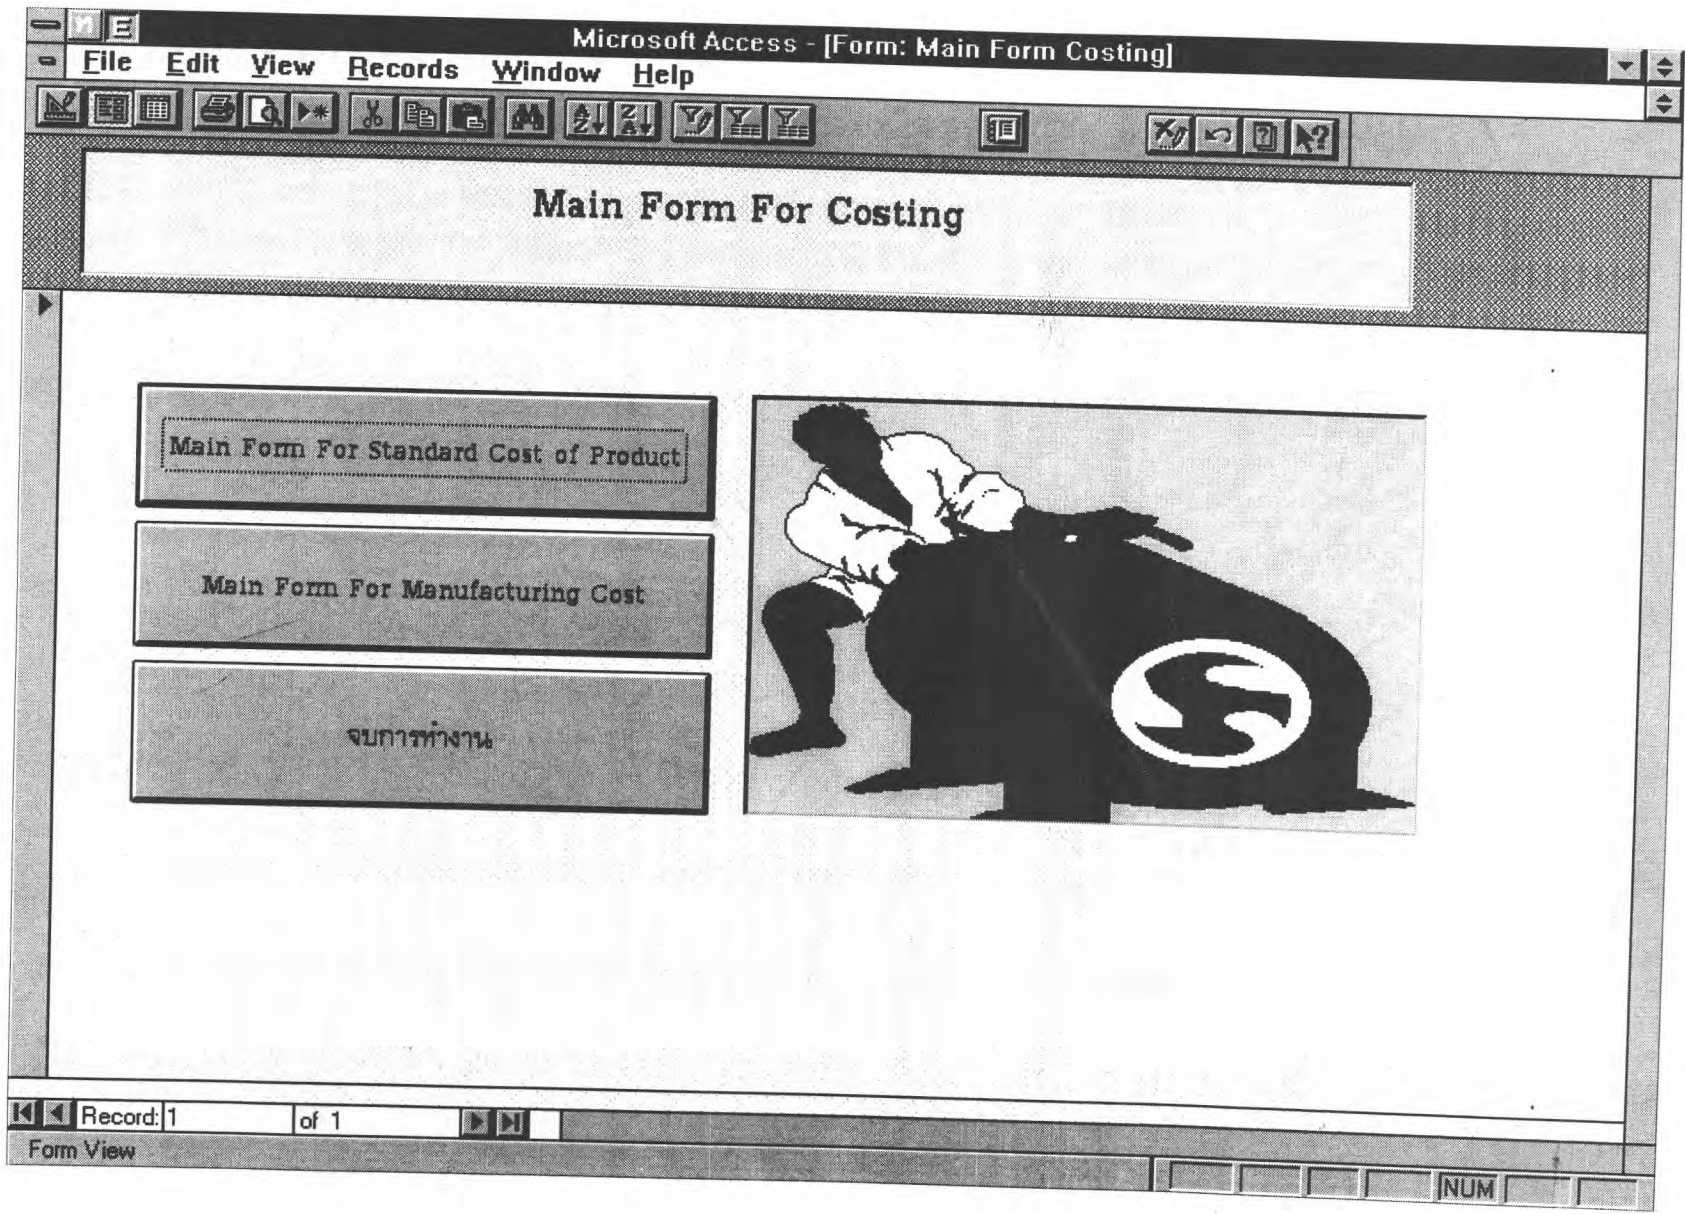 ก E
Microsoft Access - [Form: Main Form Costing]
File Edit View Records Window Help
Main Form For Costing
Main Form For Standard Cost of Product
Main Form For Manufacturing Cost
จบการทำงาน
Record: 1 of 1
Form View
NUM